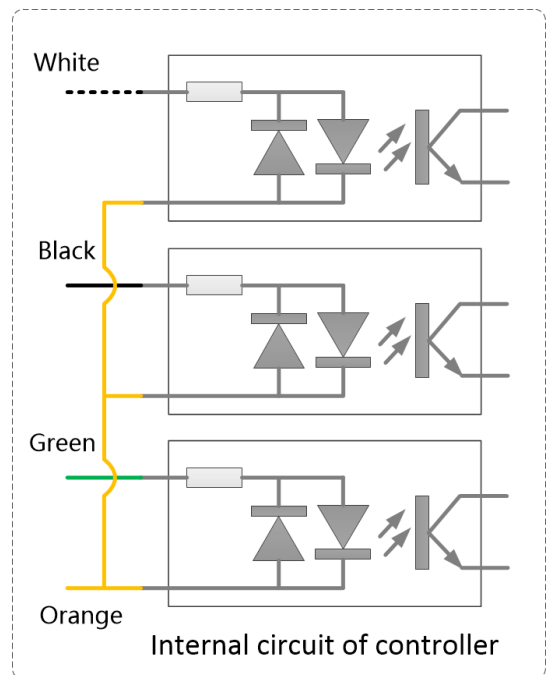 White
Black
Green
Orange
Internal circuit of controller